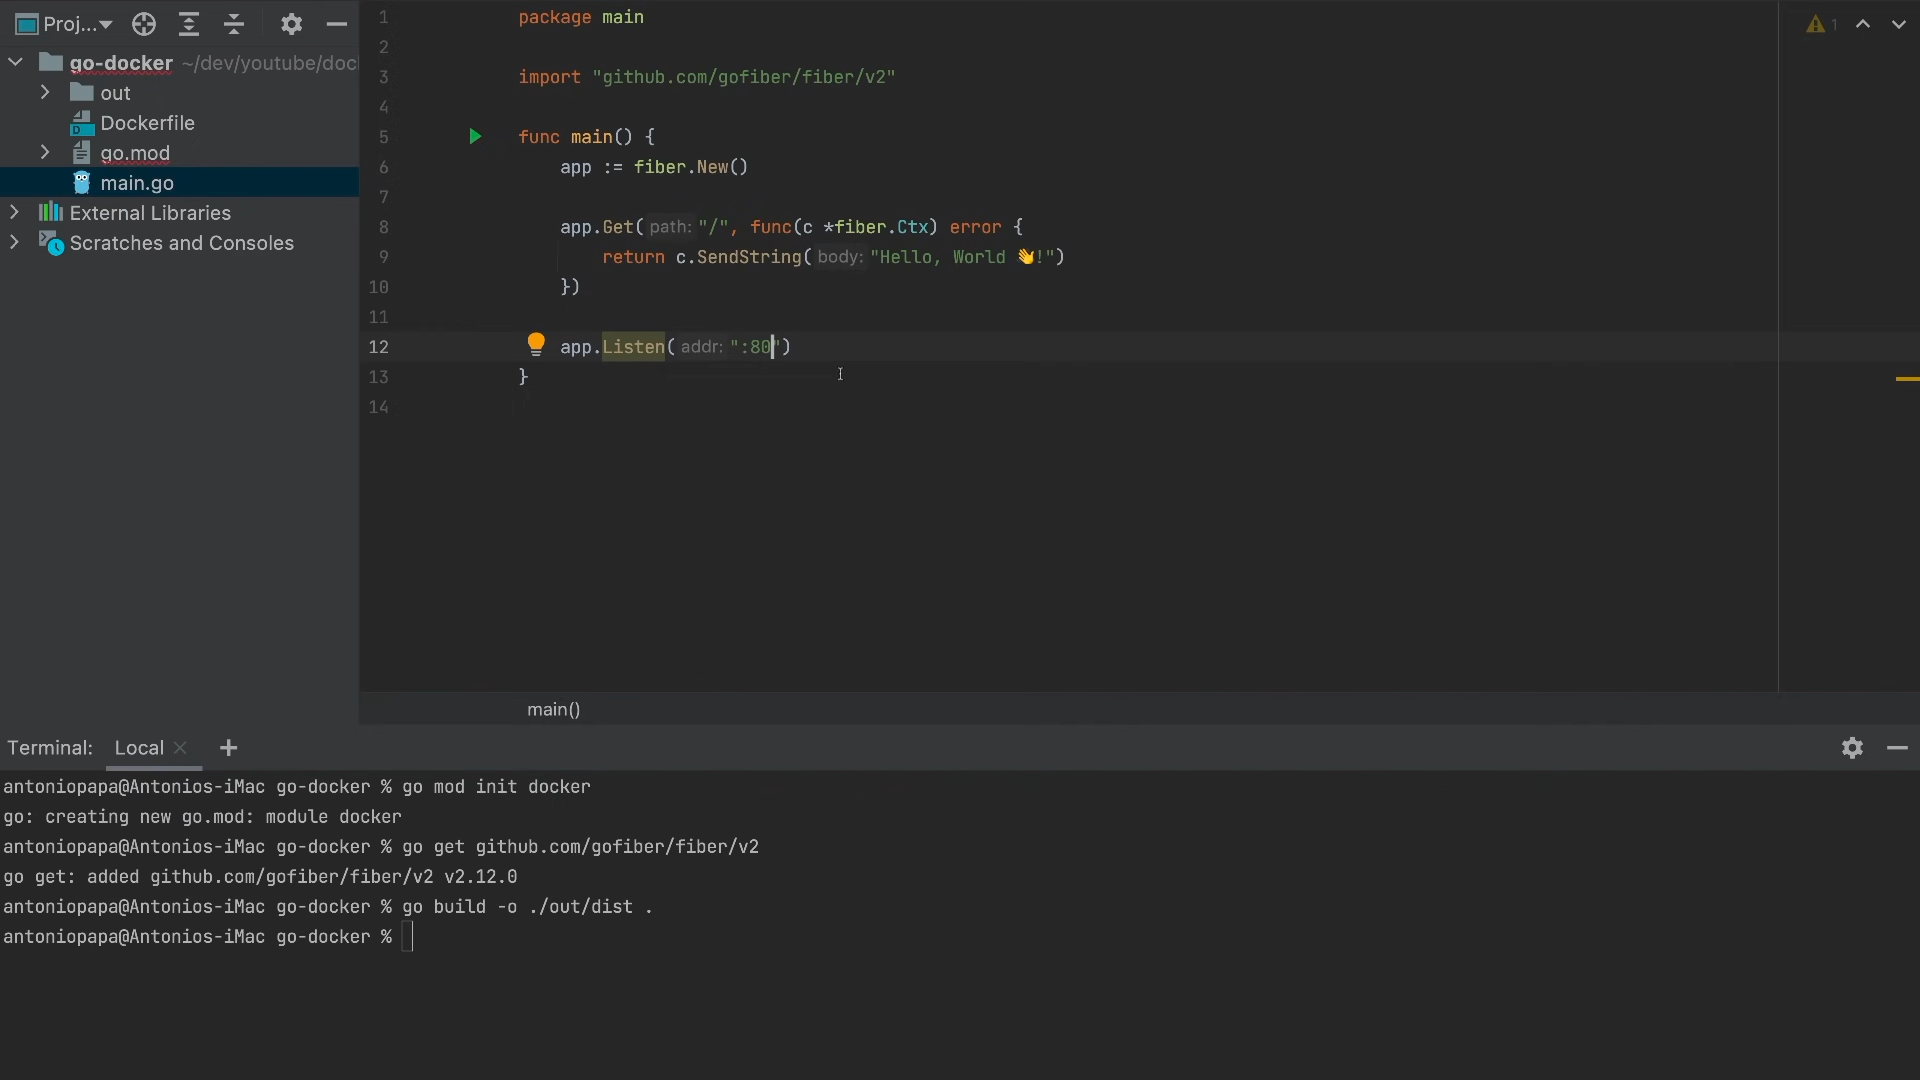 Proj...
go-docker ~/dev/youtube/doc
out
Dockerfile
go.mod
main.go
External Libraries
Scratches and Consoles
1 package main
2
3 import "github.com/gofiber/fiber/v2"
4
5 func main() {
6 app := fiber.New()
7
8 app.Get( path: "/", func(c *fiber.Ctx) error {
9 return c.SendString( body: "Hello, World 👋!")
10 })
11
12 app.Listen( addr: ":80")
13 }
14
1
main()
Terminal: Local
antoniopapa@Antonios-iMac go-docker % go mod init docker
go: creating new go.mod: module docker
antoniopapa@Antonios-iMac go-docker % go get github.com/gofiber/fiber/v2
go get: added github.com/gofiber/fiber/v2 v2.12.0
antoniopapa@Antonios-iMac go-docker % go build -o ./out/dist .
antoniopapa@Antonios-iMac go-docker %